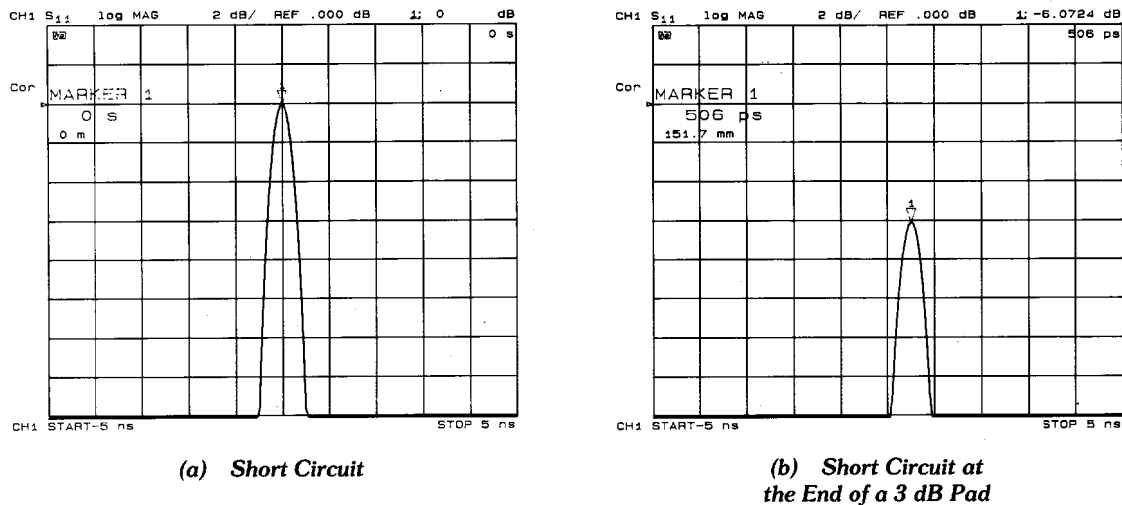 CH1 S11 log MAG 2 dB/ REF .000 dB 1; 0 dB
0 s
Cor
MARKER 1
0 s
0 m
1
CH1 START-5 ns STOP 5 ns
(a) Short Circuit
CH1 S11 log MAG 2 dB/ REF .000 dB 1; -6.0724 dB
506 ps
Cor
MARKER 1
506 ps
151.7 mm
1
CH1 START-5 ns STOP 5 ns
(b) Short Circuit at
the End of a 3 dB Pad